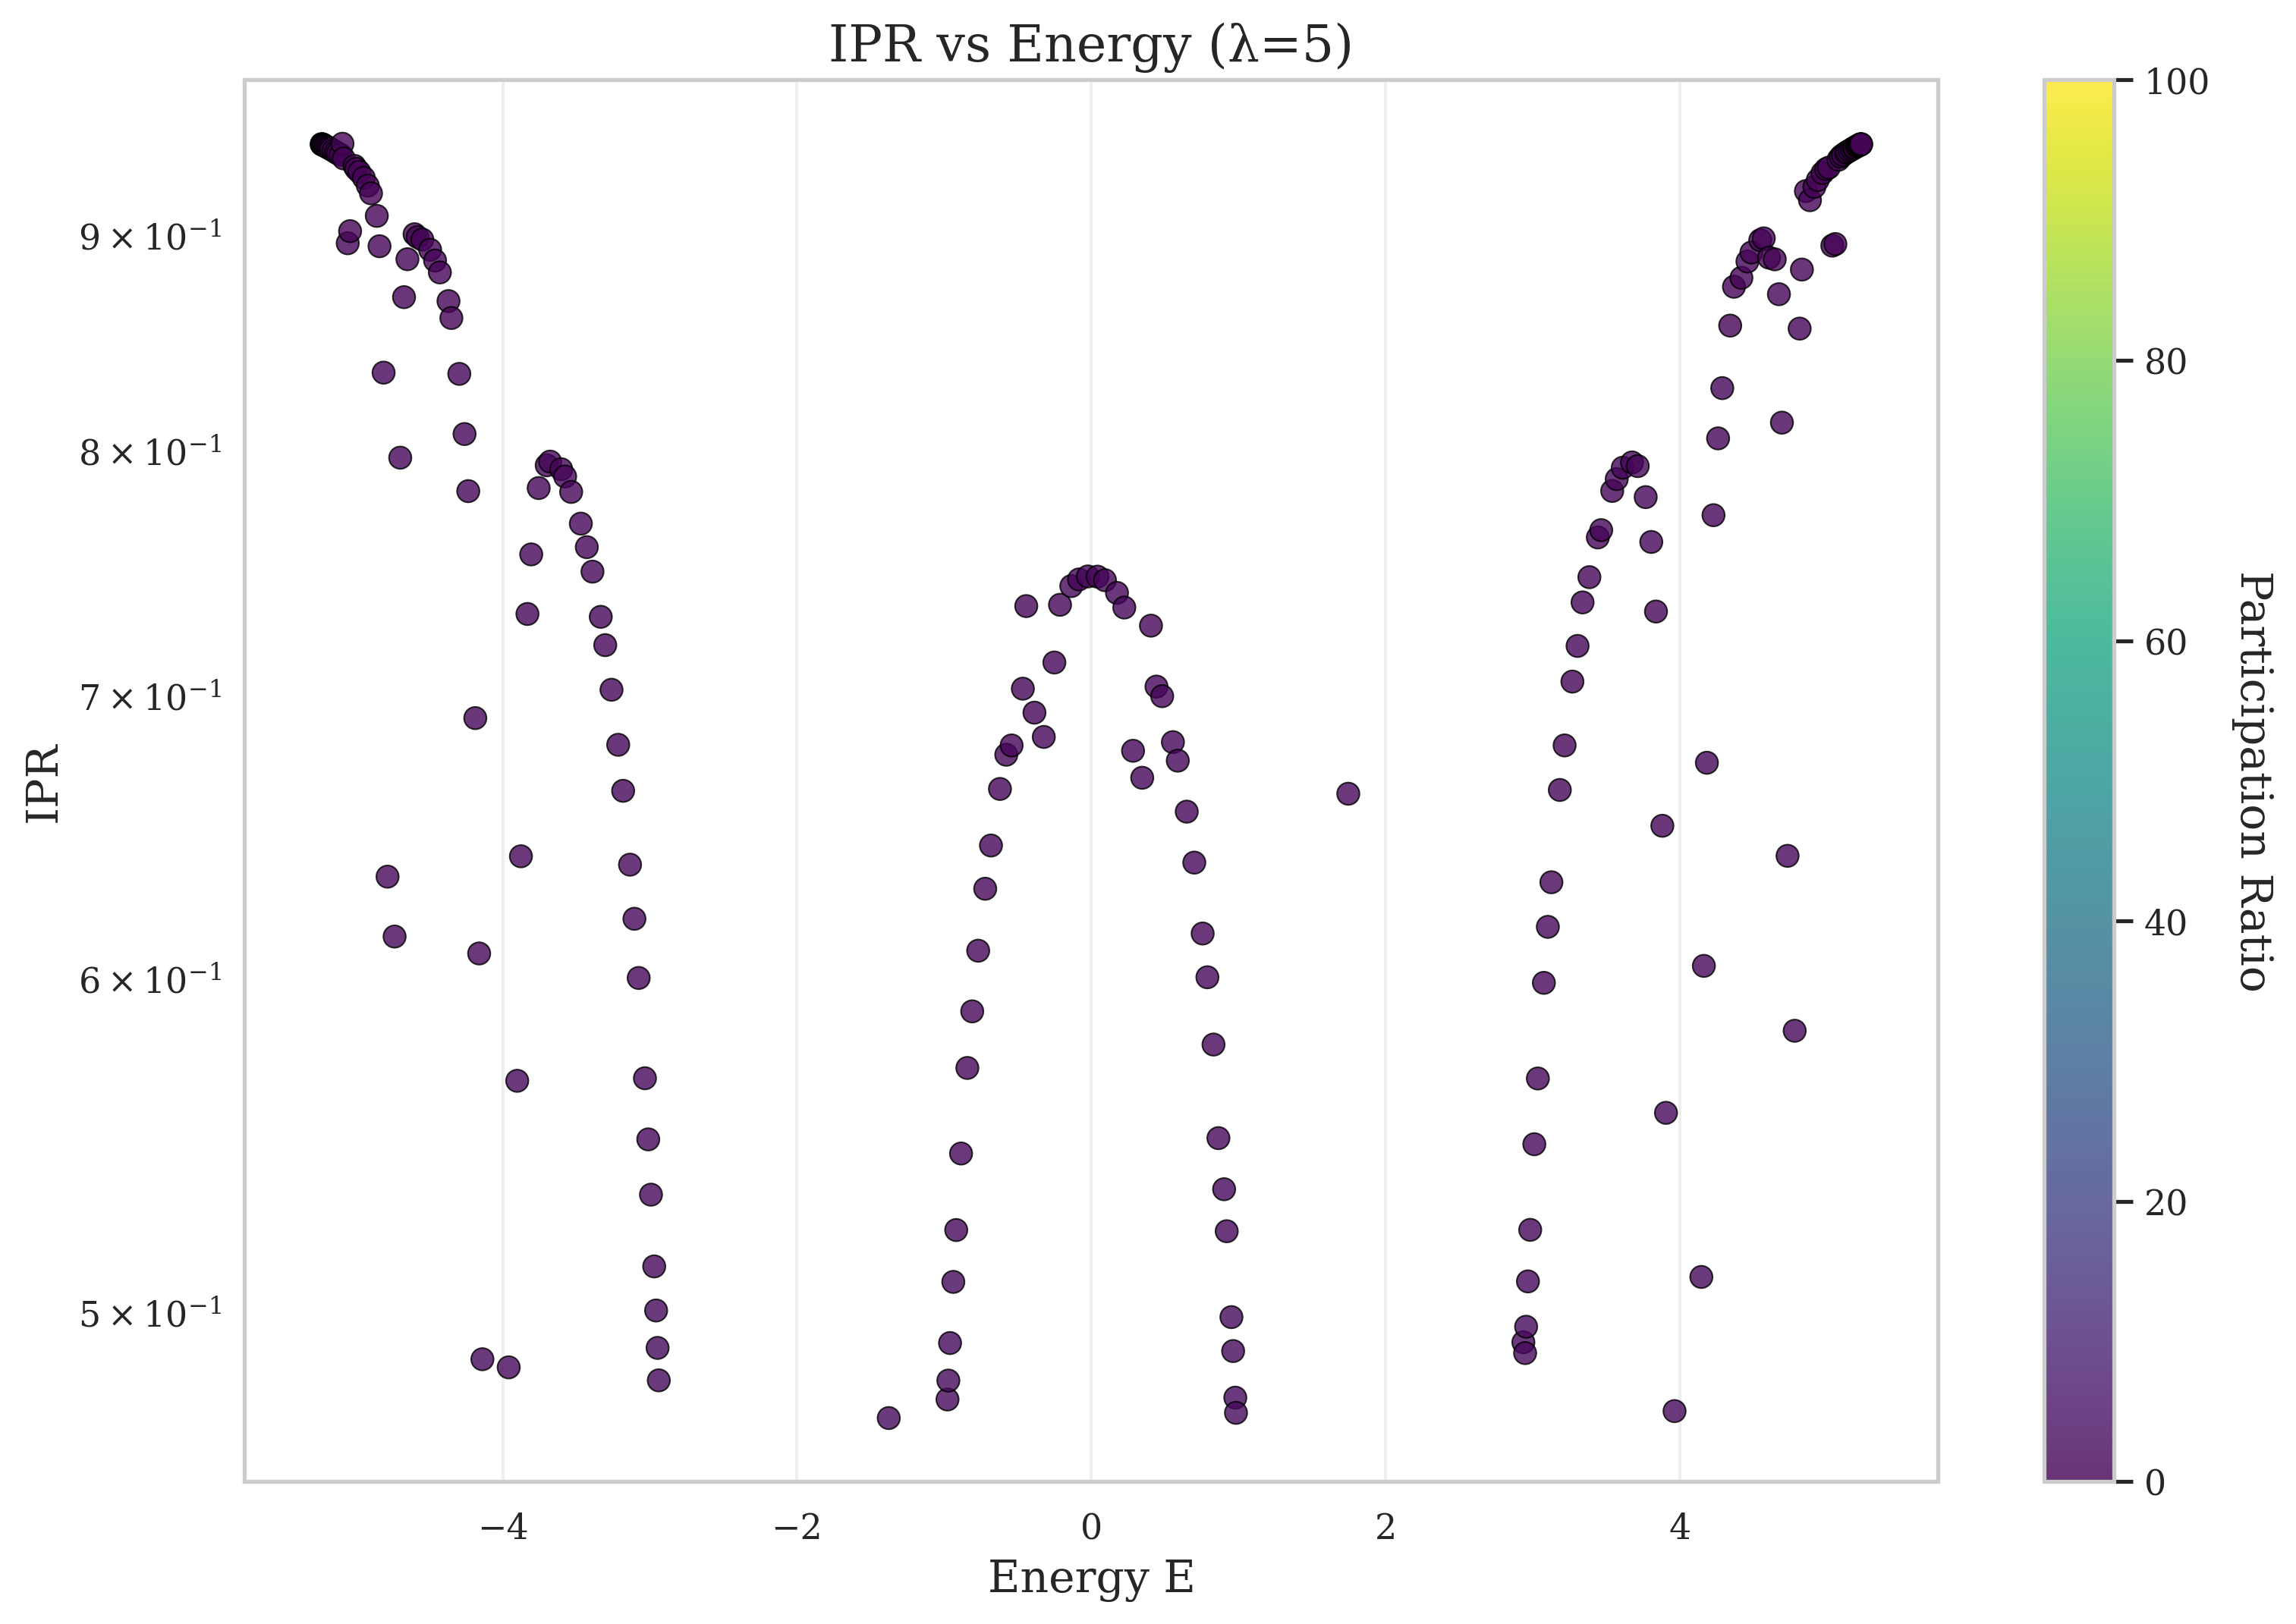 IPR vs Energy (λ=5)
IPR
9 × 10⁻¹
8 × 10⁻¹
7 × 10⁻¹
6 × 10⁻¹
5 × 10⁻¹
−4
−2
0
2
4
Energy E
100
80
60
40
20
0
Participation Ratio